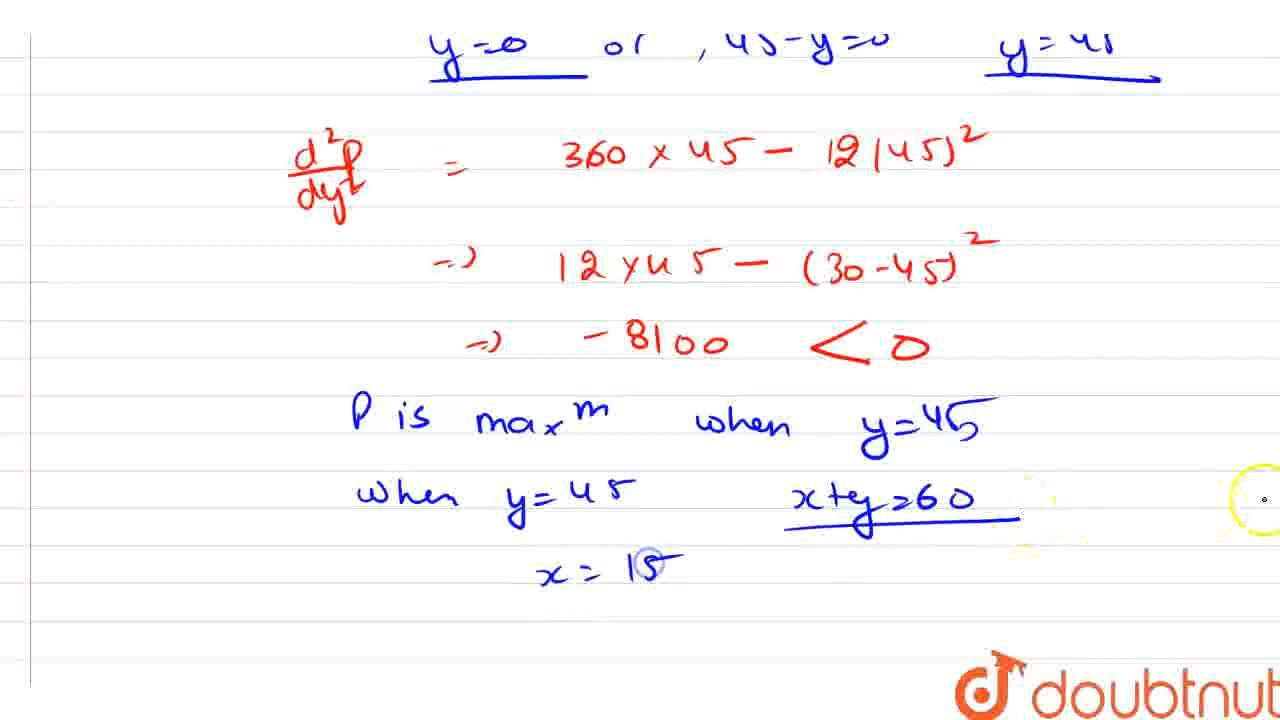 y=0 or , 45-y=0 y=45
d²P/dy² = 360 × 45 - 12(45)²
=> 12 × 45 - (30-45)²
=> -8100 < 0
P is maxᵐ when y=45
when y=45 x+y=60
x = 15
doubtnut